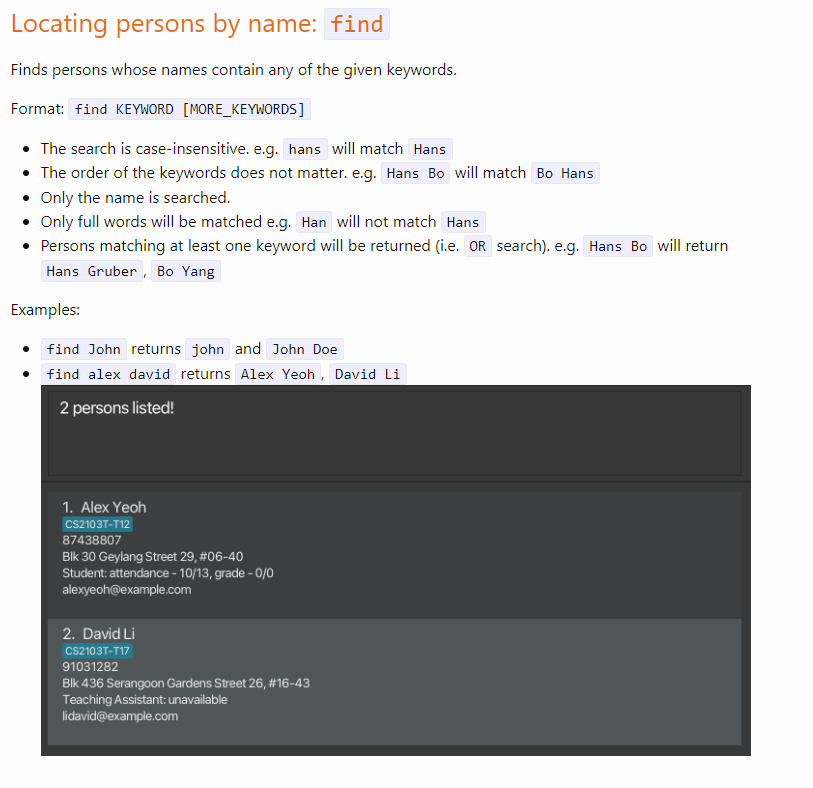 Locating persons by name: find
Finds persons whose names contain any of the given keywords.
Format: find KEYWORD [MORE_KEYWORDS]
The search is case-insensitive. e.g. hans will match Hans
The order of the keywords does not matter. e.g. Hans Bo will match Bo Hans
Only the name is searched.
Only full words will be matched e.g. Han will not match Hans
Persons matching at least one keyword will be returned (i.e. OR search). e.g. Hans Bo will return
Hans Gruber, Bo Yang
Examples:
find John returns john and John Doe
find alex david returns Alex Yeoh, David Li
2 persons listed!
1. Alex Yeoh
CS2103T-T12
87438807
Blk 30 Geylang Street 29, #06-40
Student: attendance - 10/13, grade - 0/0
alexyeoh@example.com
2. David Li
CS2103T-T17
91031282
Blk 436 Serangoon Gardens Street 26, #16-43
Teaching Assistant: unavailable
lidavid@example.com